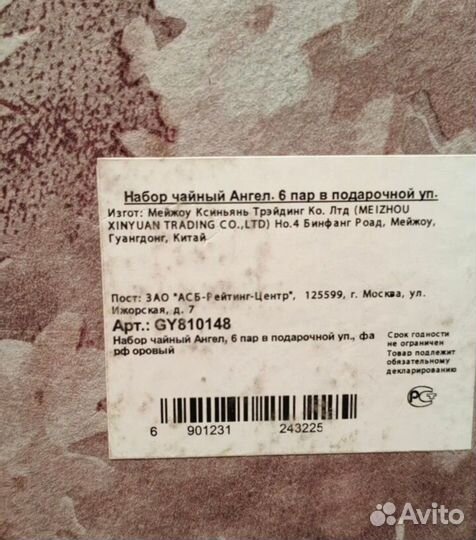 Набор чайный Ангел. 6 пар в подарочной уп.
Изгот: Мейжоу Ксиньянь Трэйдинг Ко. Лтд (MEIZHOU
XINYUAN TRADING CO.,LTD) Но.4 Бинфанг Роад, Мейжоу,
Гуангдонг, Китай
Пост: ЗАО "АСБ-Рейтинг-Центр", 125599, г. Москва, ул.
Ижорская, д. 7
Арт.: GY810148
Набор чайный Ангел, 6 пар в подарочной уп., фа
рф оровый
Срок годности
не ограничен
Товар подлежит
обязательному
декларированию
РСТ
6 901231 243225
Avito